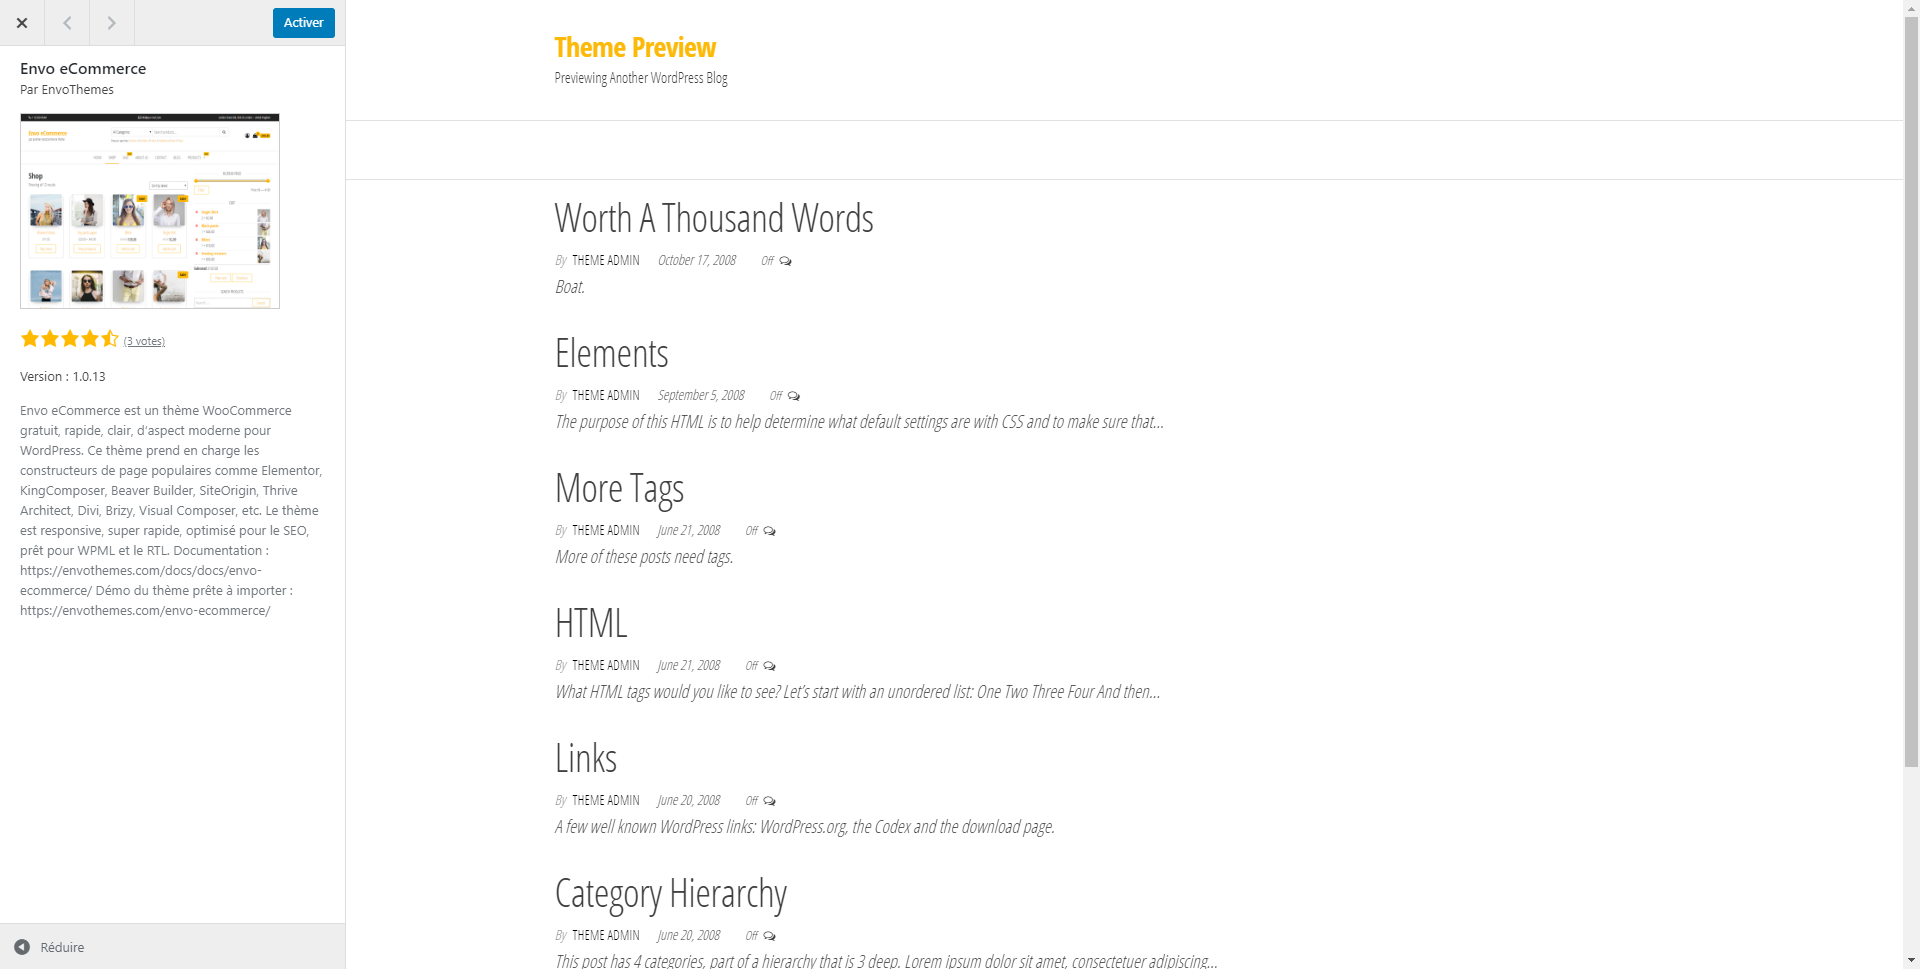 Activer
Envo eCommerce
Par EnvoThemes
(3 votes)
Version : 1.0.13
Envo eCommerce est un thème WooCommerce
gratuit, rapide, clair, d'aspect moderne pour
WordPress. Ce thème prend en charge les
constructeurs de page populaires comme Elementor,
KingComposer, Beaver Builder, SiteOrigin, Thrive
Architect, Divi, Brizy, Visual Composer, etc. Le thème
est responsive, super rapide, optimisé pour le SEO,
prêt pour WPML et le RTL. Documentation :
https://envothemes.com/docs/docs/envo-
ecommerce/ Démo du thème prête à importer :
https://envothemes.com/envo-ecommerce/
Réduire
Theme Preview
Previewing Another WordPress Blog
Worth A Thousand Words
By THEME ADMIN October 17, 2008 Off
Boat.
Elements
By THEME ADMIN September 5, 2008 Off
The purpose of this HTML is to help determine what default settings are with CSS and to make sure that…
More Tags
By THEME ADMIN June 21, 2008 Off
More of these posts need tags.
HTML
By THEME ADMIN June 21, 2008 Off
What HTML tags would you like to see? Let's start with an unordered list: One Two Three Four And then…
Links
By THEME ADMIN June 20, 2008 Off
A few well known WordPress links: WordPress.org, the Codex and the download page.
Category Hierarchy
By THEME ADMIN June 20, 2008 Off
This post has 4 categories, part of a hierarchy that is 3 deep. Lorem ipsum dolor sit amet, consectetuer adipiscing…